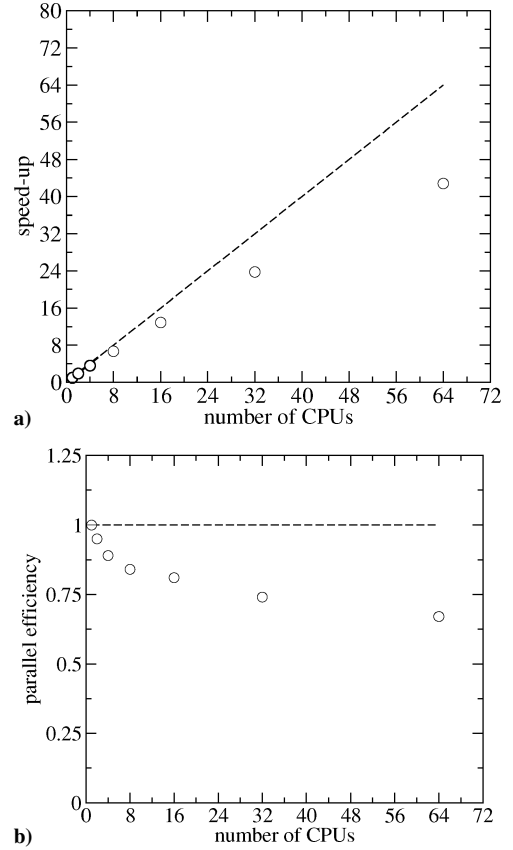 80
72
64
56
48
40
32
24
16
8
0
speed-up
0 8 16 24 32 40 48 56 64 72
number of CPUs
a)
1.25
1
0.75
0.5
0.25
0
parallel efficiency
0 8 16 24 32 40 48 56 64 72
number of CPUs
b)